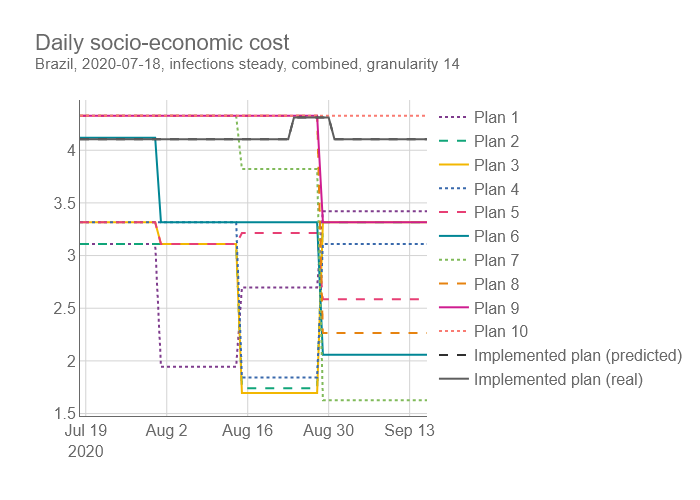 Daily socio-economic cost
Brazil, 2020-07-18, infections steady, combined, granularity 14
4
3.5
3
2.5
2
1.5
Jul 19
2020
Aug 2
Aug 16
Aug 30
Sep 13
Plan 1
Plan 2
Plan 3
Plan 4
Plan 5
Plan 6
Plan 7
Plan 8
Plan 9
Plan 10
Implemented plan (predicted)
Implemented plan (real)